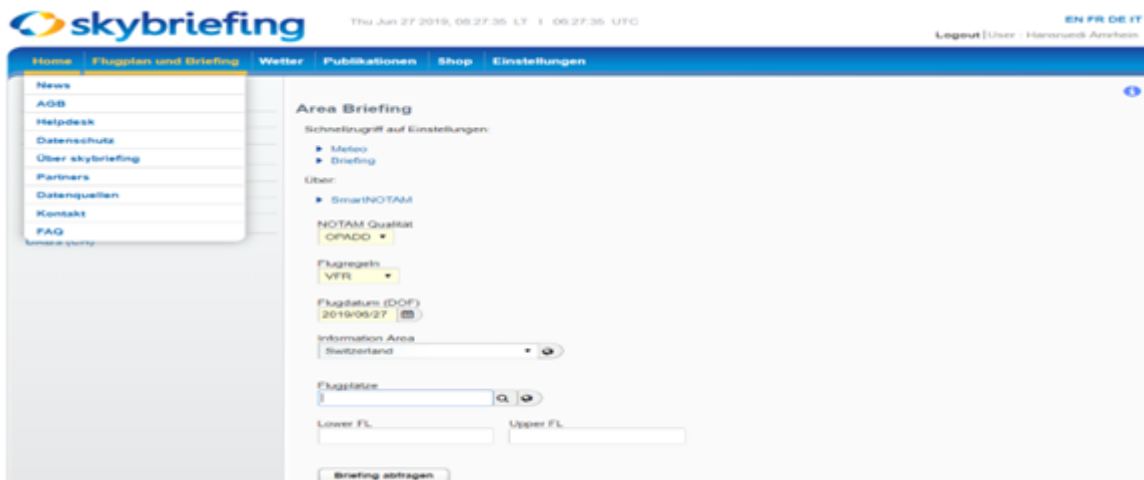 skybriefing
Thu Jun 27 2019, 08:27:35 LT I 06:27:35 UTC
EN FR DE IT
Logout | User : Hansruedi Amrhein
Home Flugplan und Briefing Wetter Publikationen Shop Einstellungen
News
AGB
Helpdesk
Datenschutz
Über skybriefing
Partners
Datenquellen
Kontakt
FAQ
Area Briefing
Schnellzugriff auf Einstellungen:
Meteo
Briefing
Über:
SmartNOTAM
NOTAM Qualität
OPADD
Flugregeln
VFR
Flugdatum (DOF)
2019/06/27
Information Area
Switzerland
Flugplätze
Lower FL
Upper FL
Briefing abfragen